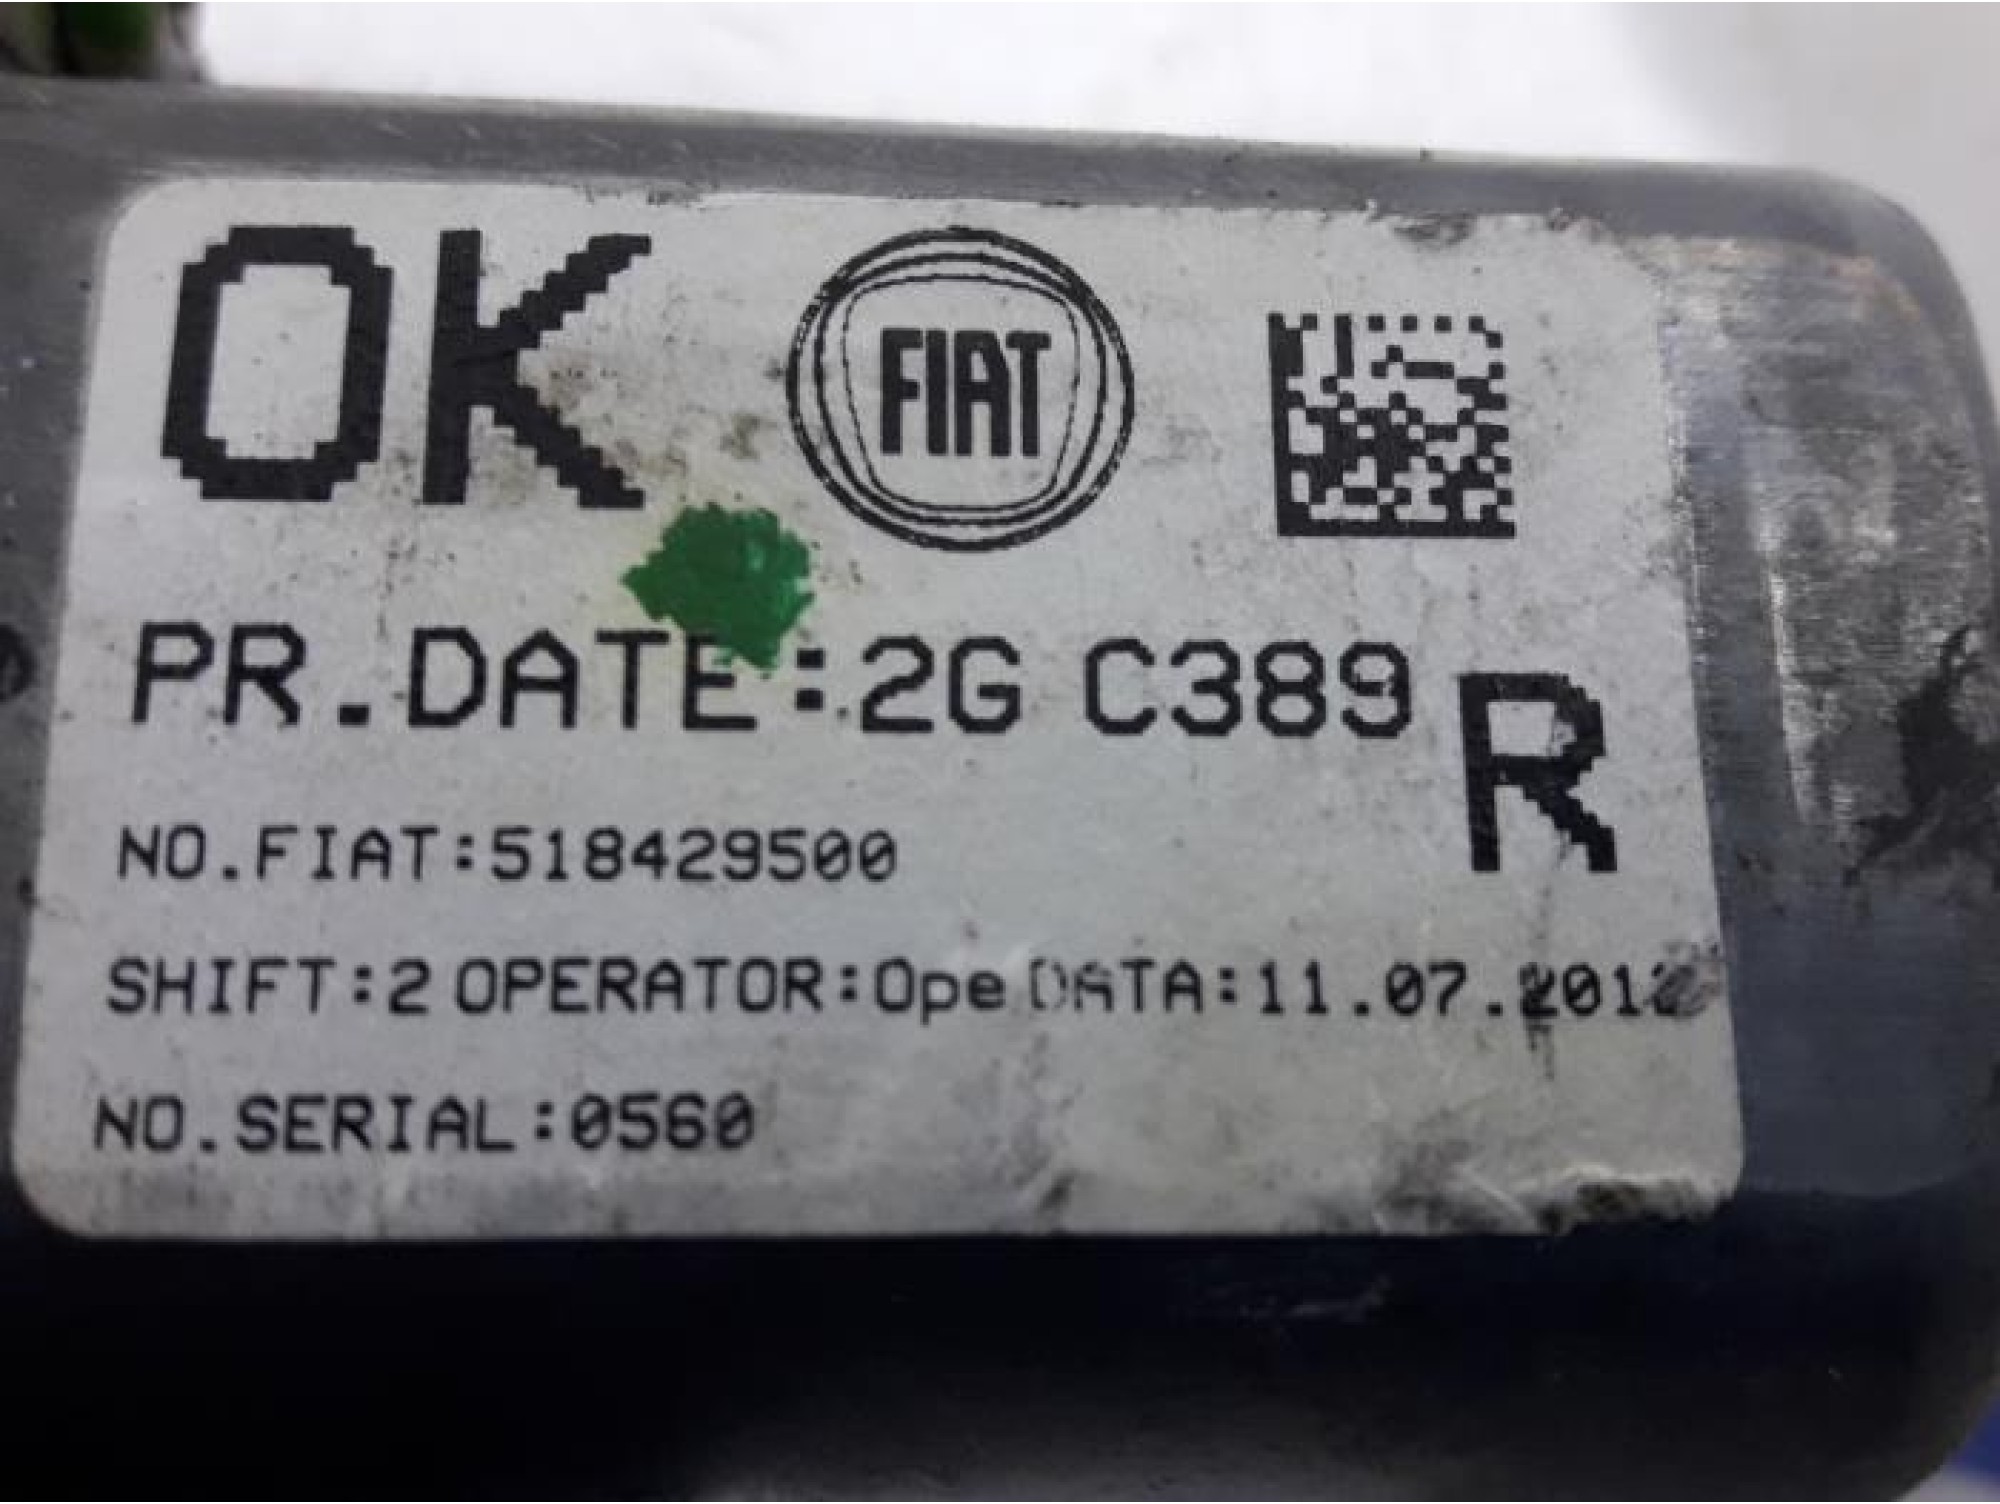 OK FIAT
PR.DATE:2G C389
R
NO.FIAT:518429500
SHIFT:2 OPERATOR:Ope DATA:11.07.2012
NO.SERIAL:0560